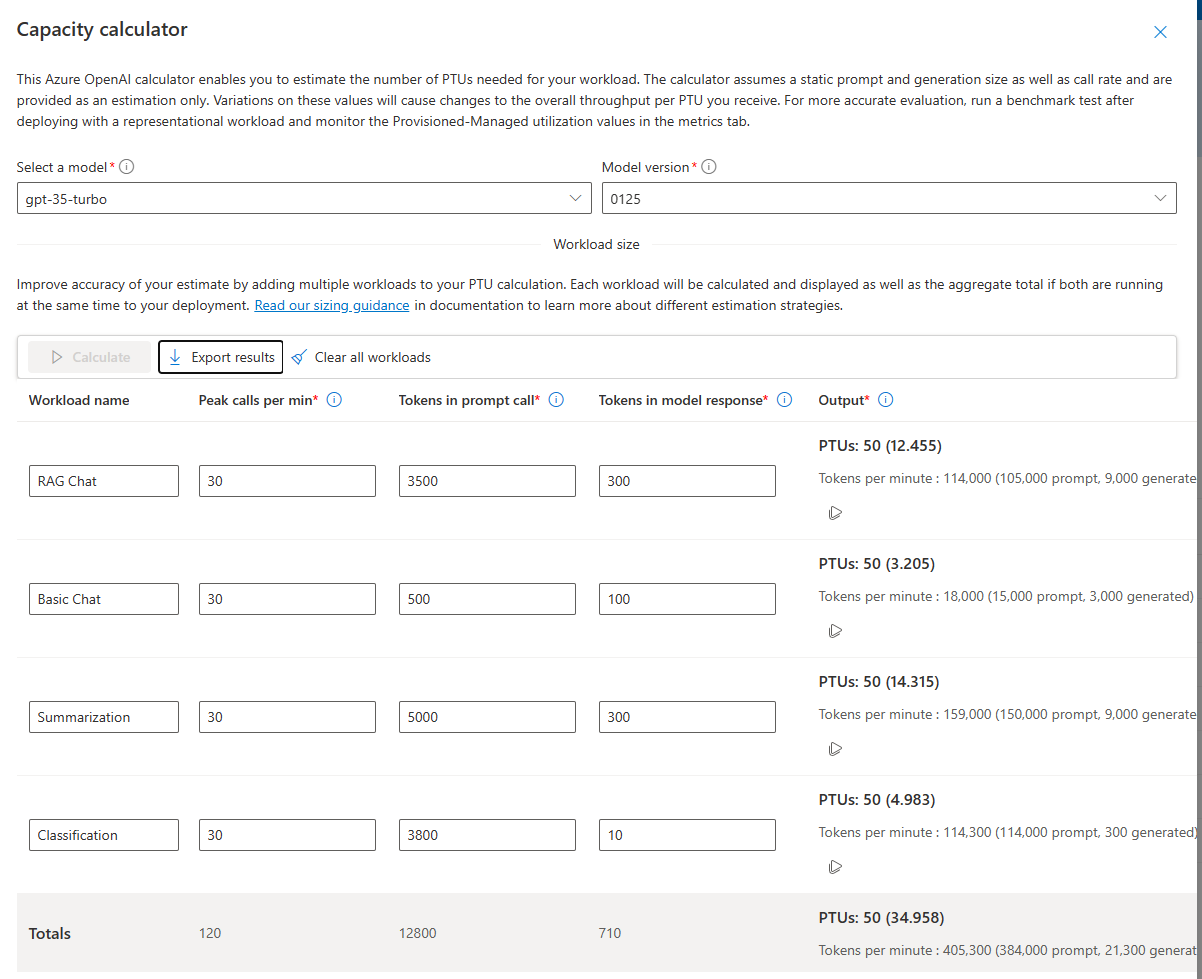 Capacity calculator
This Azure OpenAI calculator enables you to estimate the number of PTUs needed for your workload. The calculator assumes a static prompt and generation size as well as call rate and are
provided as an estimation only. Variations on these values will cause changes to the overall throughput per PTU you receive. For more accurate evaluation, run a benchmark test after
deploying with a representational workload and monitor the Provisioned-Managed utilization values in the metrics tab.
Select a model* Model version*
gpt-35-turbo 0125
Workload size
Improve accuracy of your estimate by adding multiple workloads to your PTU calculation. Each workload will be calculated and displayed as well as the aggregate total if both are running
at the same time to your deployment. Read our sizing guidance in documentation to learn more about different estimation strategies.
Calculate Export results Clear all workloads
Workload name Peak calls per min* Tokens in prompt call* Tokens in model response* Output*
PTUs: 50 (12.455)
RAG Chat 30 3500 300 Tokens per minute : 114,000 (105,000 prompt, 9,000 generate
PTUs: 50 (3.205)
Basic Chat 30 500 100 Tokens per minute : 18,000 (15,000 prompt, 3,000 generated)
PTUs: 50 (14.315)
Summarization 30 5000 300 Tokens per minute : 159,000 (150,000 prompt, 9,000 generate
PTUs: 50 (4.983)
Classification 30 3800 10 Tokens per minute : 114,300 (114,000 prompt, 300 generated)
PTUs: 50 (34.958)
Totals 120 12800 710
Tokens per minute : 405,300 (384,000 prompt, 21,300 generat